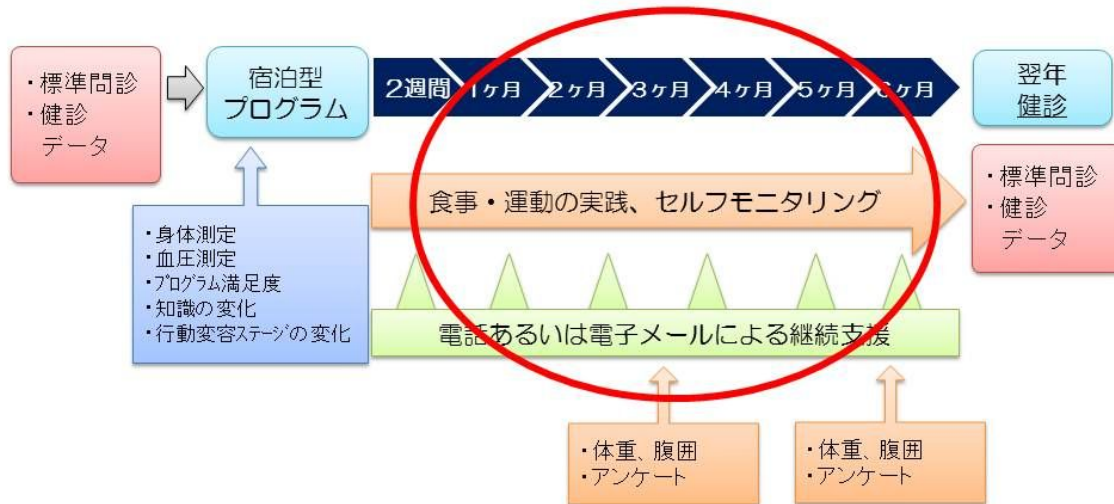 ・標準問診
・健診
データ
宿泊型
プログラム
2週間
1ヶ月
2ヶ月
3ヶ月
4ヶ月
5ヶ月
6ヶ月
翌年
健診
食事・運動の実践、セルフモニタリング
・標準問診
・健診
データ
・身体測定
・血圧測定
・プログラム満足度
・知識の変化
・行動変容ステージの変化
電話あるいは電子メールによる継続支援
・体重、腹囲
・アンケート
・体重、腹囲
・アンケート